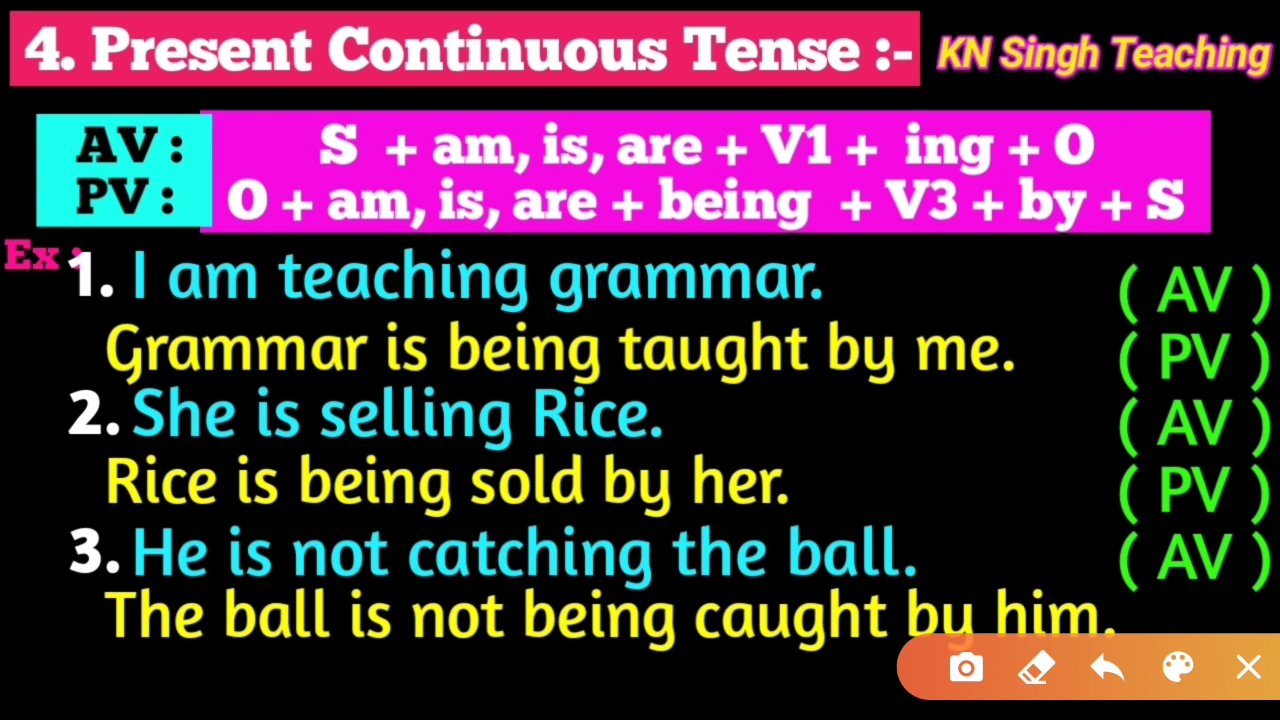 4. Present Continuous Tense :- KN Singh Teaching
AV : S + am, is, are + V1 + ing + O
PV : O + am, is, are + being + V3 + by + S
Ex :
1. I am teaching grammar. ( AV )
Grammar is being taught by me. ( PV )
2. She is selling Rice. ( AV )
Rice is being sold by her. ( PV )
3. He is not catching the ball. ( AV )
The ball is not being caught by him.